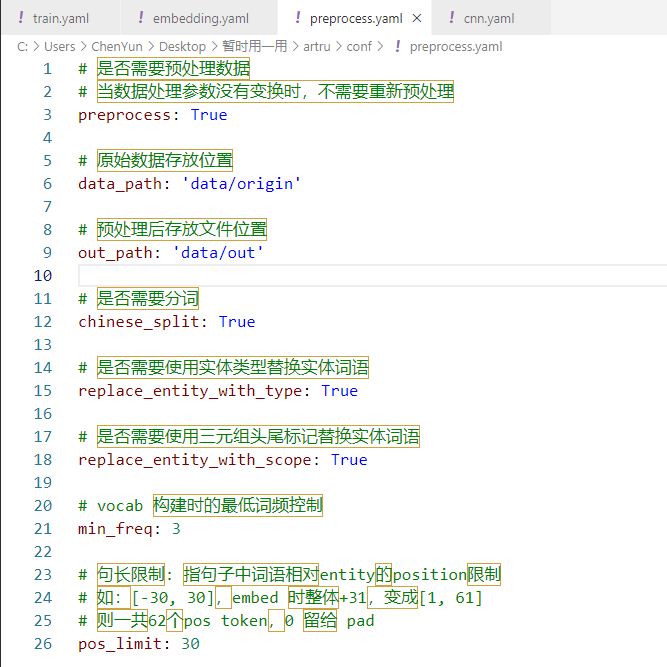 train.yaml embedding.yaml preprocess.yaml cnn.yaml
C: > Users > ChenYun > Desktop > 暂时用一用 > artru > conf > ! preprocess.yaml
1 # 是否需要预处理数据
2 # 当数据处理参数没有变换时，不需要重新预处理
3 preprocess: True
4
5 # 原始数据存放位置
6 data_path: 'data/origin'
7
8 # 预处理后存放文件位置
9 out_path: 'data/out'
10
11 # 是否需要分词
12 chinese_split: True
13
14 # 是否需要使用实体类型替换实体词语
15 replace_entity_with_type: True
16
17 # 是否需要使用三元组头尾标记替换实体词语
18 replace_entity_with_scope: True
19
20 # vocab 构建时的最低词频控制
21 min_freq: 3
22
23 # 句长限制: 指句子中词语相对entity的position限制
24 # 如：[-30, 30]，embed 时整体+31，变成[1, 61]
25 # 则一共62个pos token，0 留给 pad
26 pos_limit: 30